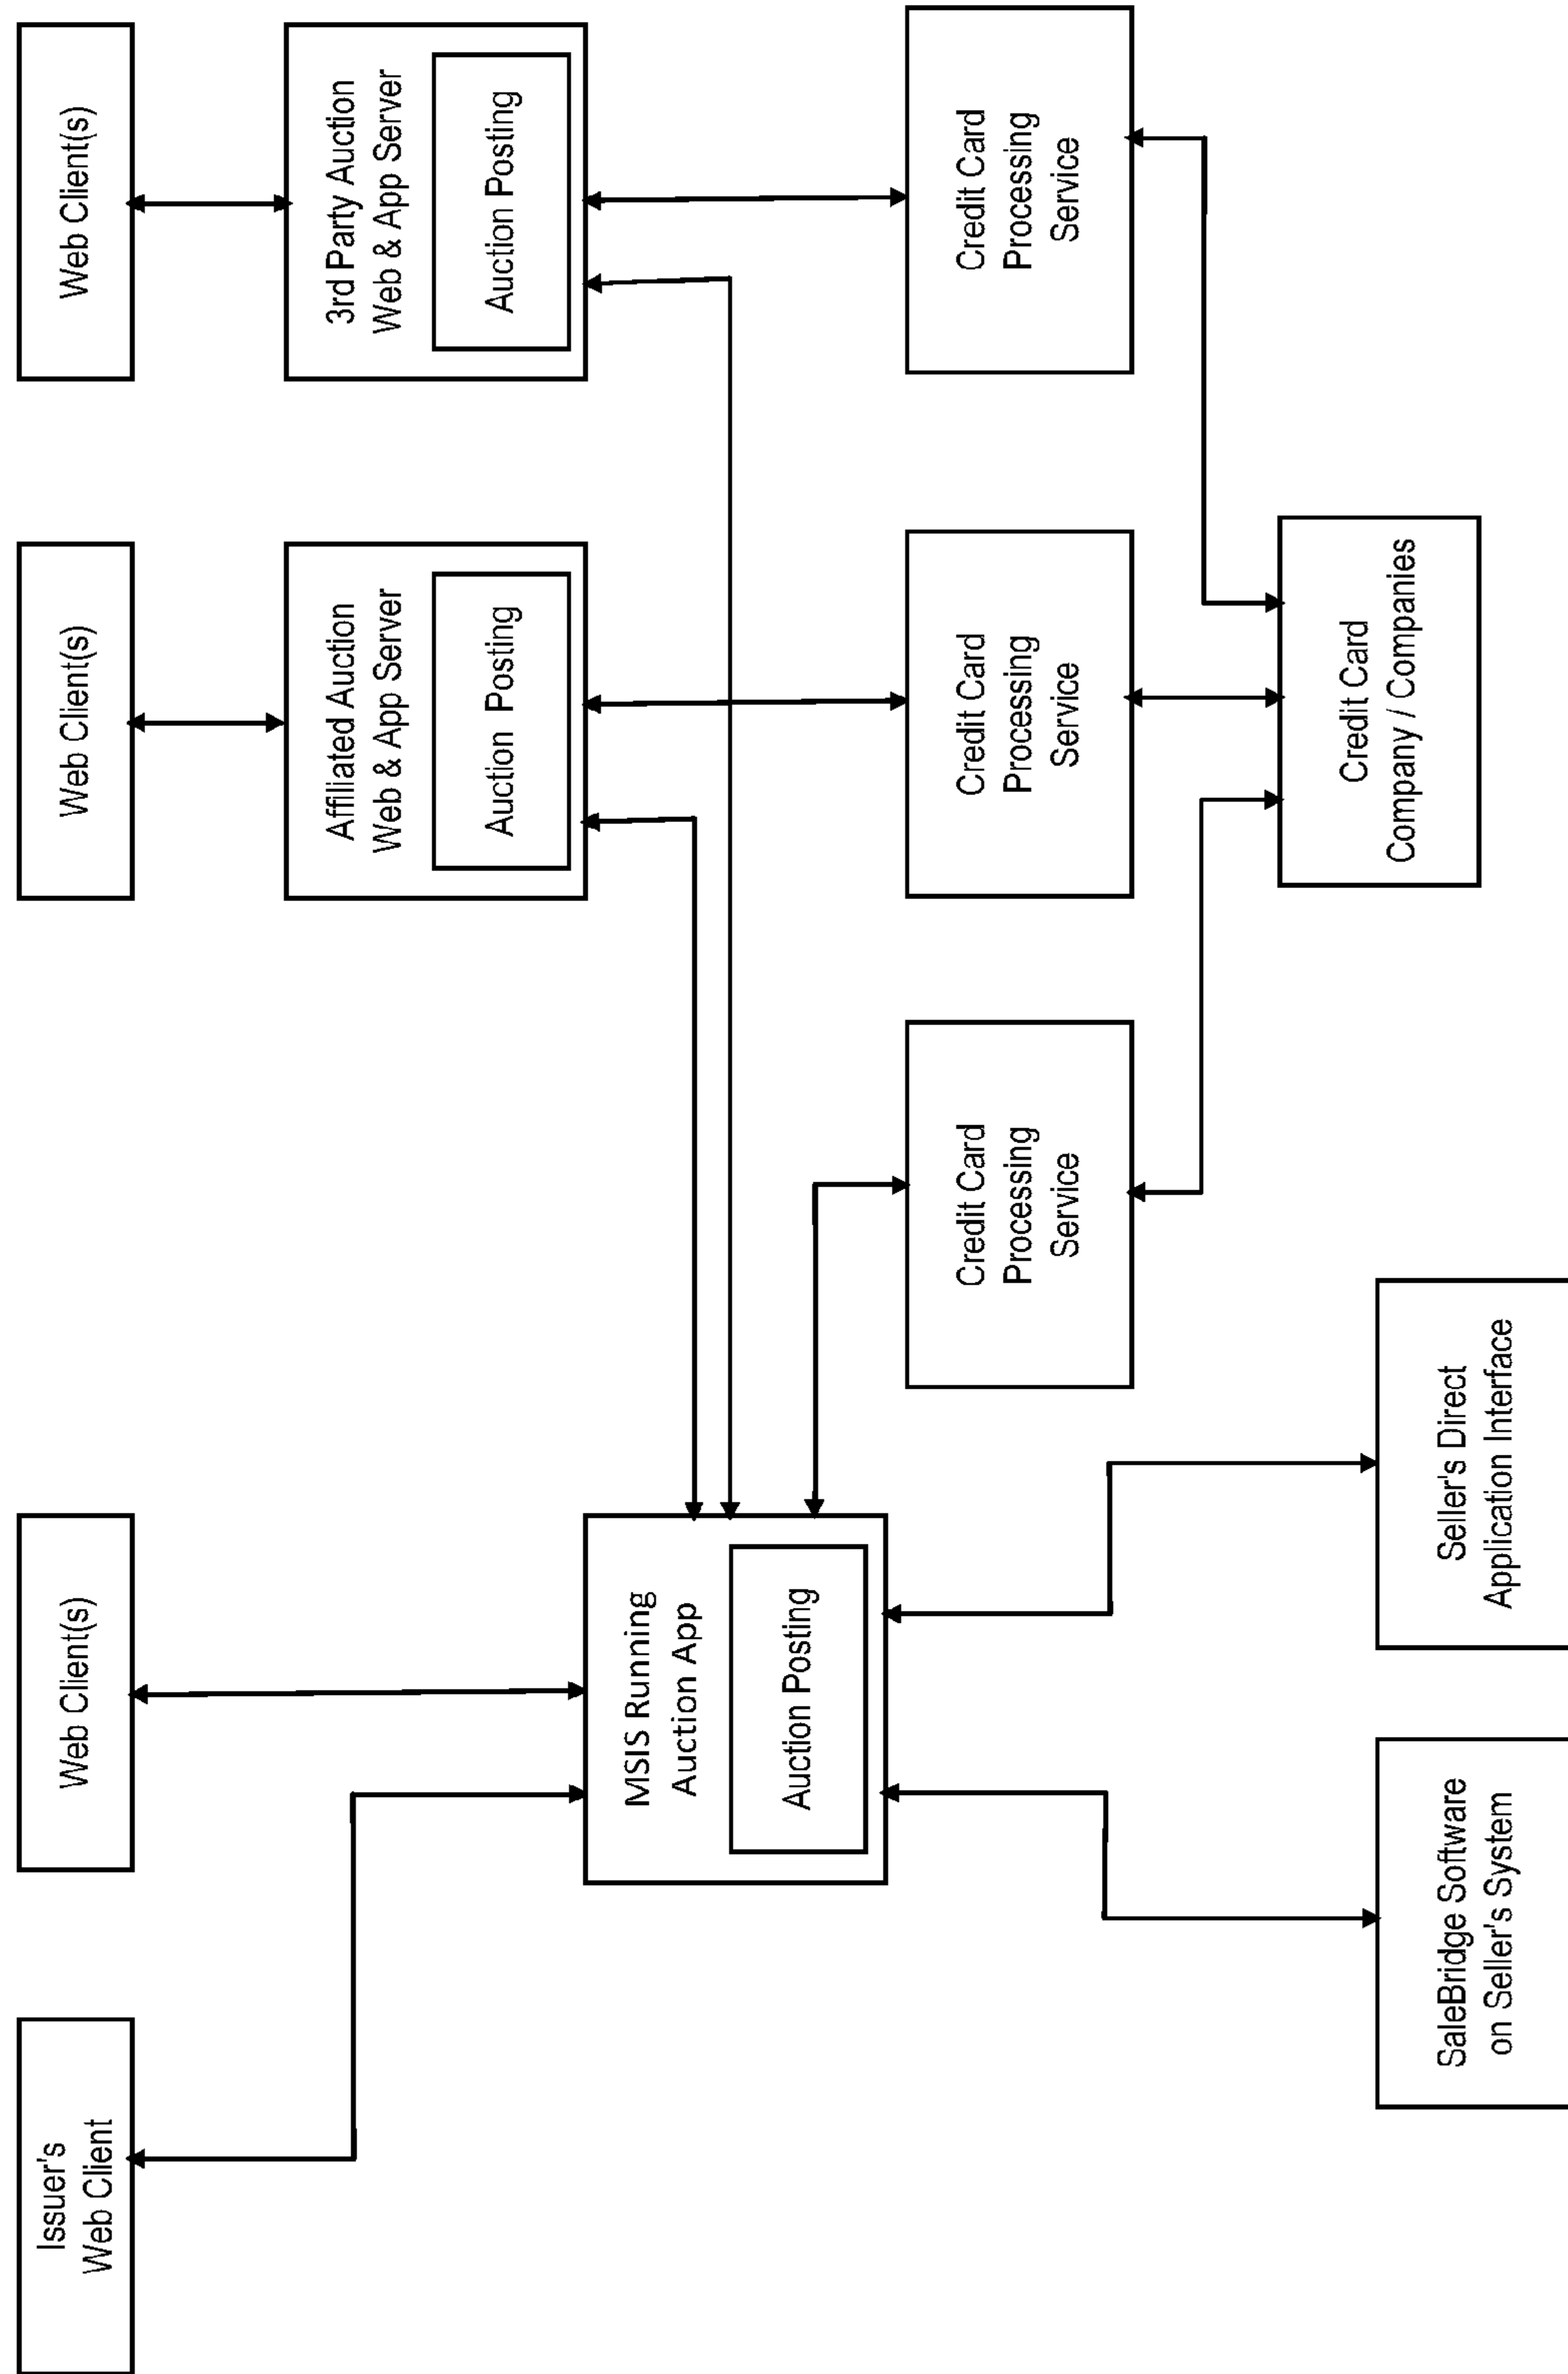 Issuer's
Web Client
Web Client(s)
Web Client(s)
Web Client(s)
Affiliated Auction
Web & App Server
Auction Posting
3rd Party Auction
Web & App Server
Auction Posting
MSIS Running
Auction App
Auction Posting
Credit Card
Processing
Service
Credit Card
Processing
Service
Credit Card
Processing
Service
Credit Card
Company / Companies
SaleBridge Software
on Seller's System
Seller's Direct
Application Interface